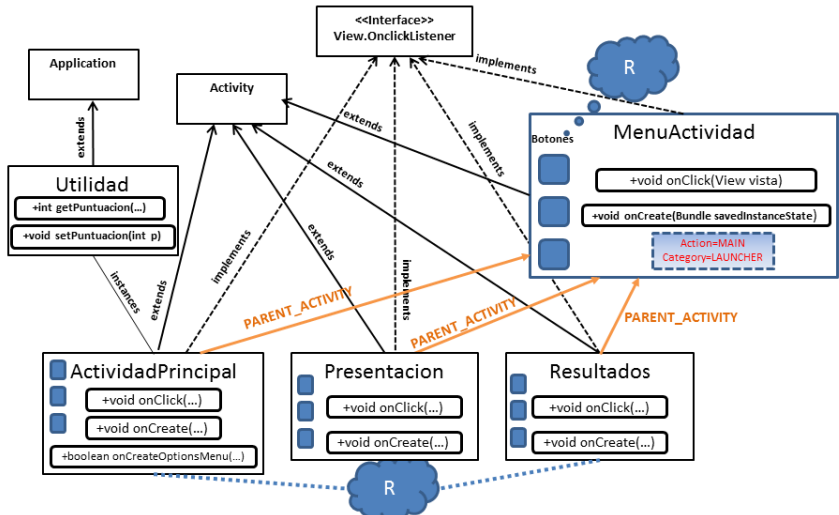 <<Interface>>
View.OnclickListener
implements
R
Application
Activity
extends
extends
Botones
MenuActividad
+void onClick(View vista)
+void onCreate(Bundle savedInstanceState)
Action=MAIN
Category=LAUNCHER
Utilidad
+int getPuntuacion(...)
+void setPuntuacion(int p)
instances
extends
implements
extends
implements
extends
implements
PARENT_ACTIVITY
PARENT_ACTIVITY
PARENT_ACTIVITY
ActividadPrincipal
+void onClick(...)
+void onCreate(...)
+boolean onCreateOptionsMenu(...)
Presentacion
+void onClick(...)
+void onCreate(...)
Resultados
+void onClick(...)
+void onCreate(...)
R